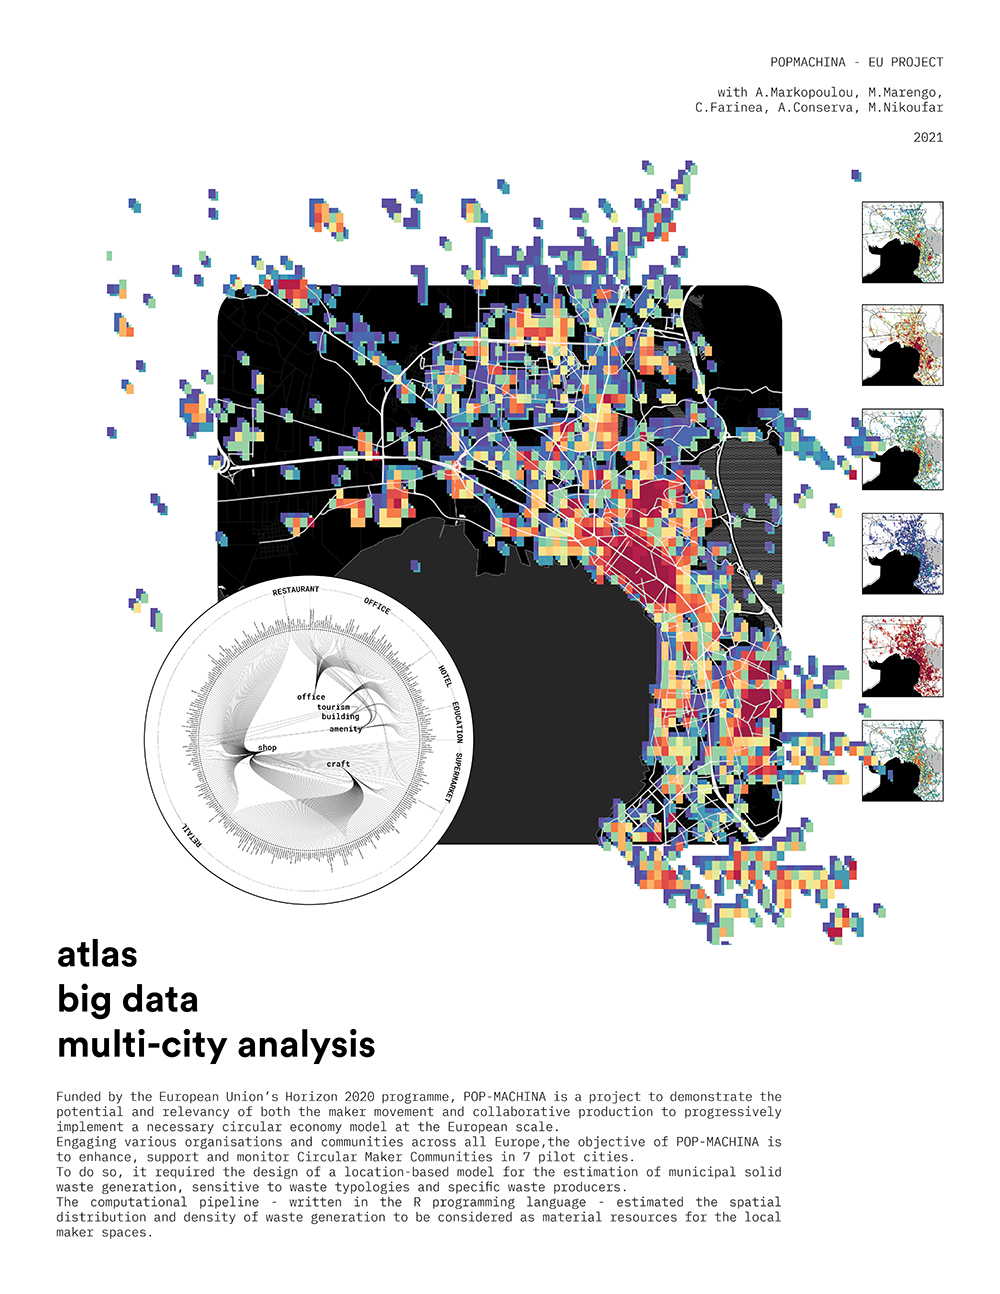 POPMACHINA - EU PROJECT
with A.Markopoulou, M.Marengo,
C.Farinea, A.Conserva, M.Nikoufar
2021
RESTAURANT
OFFICE
HOTEL
EDUCATION
SUPERMARKET
RETAIL
office
tourism
building
amenity
shop
craft
atlas
big data
multi-city analysis
Funded by the European Union's Horizon 2020 programme, POP-MACHINA is a project to demonstrate the
potential and relevancy of both the maker movement and collaborative production to progressively
implement a necessary circular economy model at the European scale.
Engaging various organisations and communities across all Europe,the objective of POP-MACHINA is
to enhance, support and monitor Circular Maker Communities in 7 pilot cities.
To do so, it required the design of a location-based model for the estimation of municipal solid
waste generation, sensitive to waste typologies and specific waste producers.
The computational pipeline - written in the R programming language - estimated the spatial
distribution and density of waste generation to be considered as material resources for the local
maker spaces.